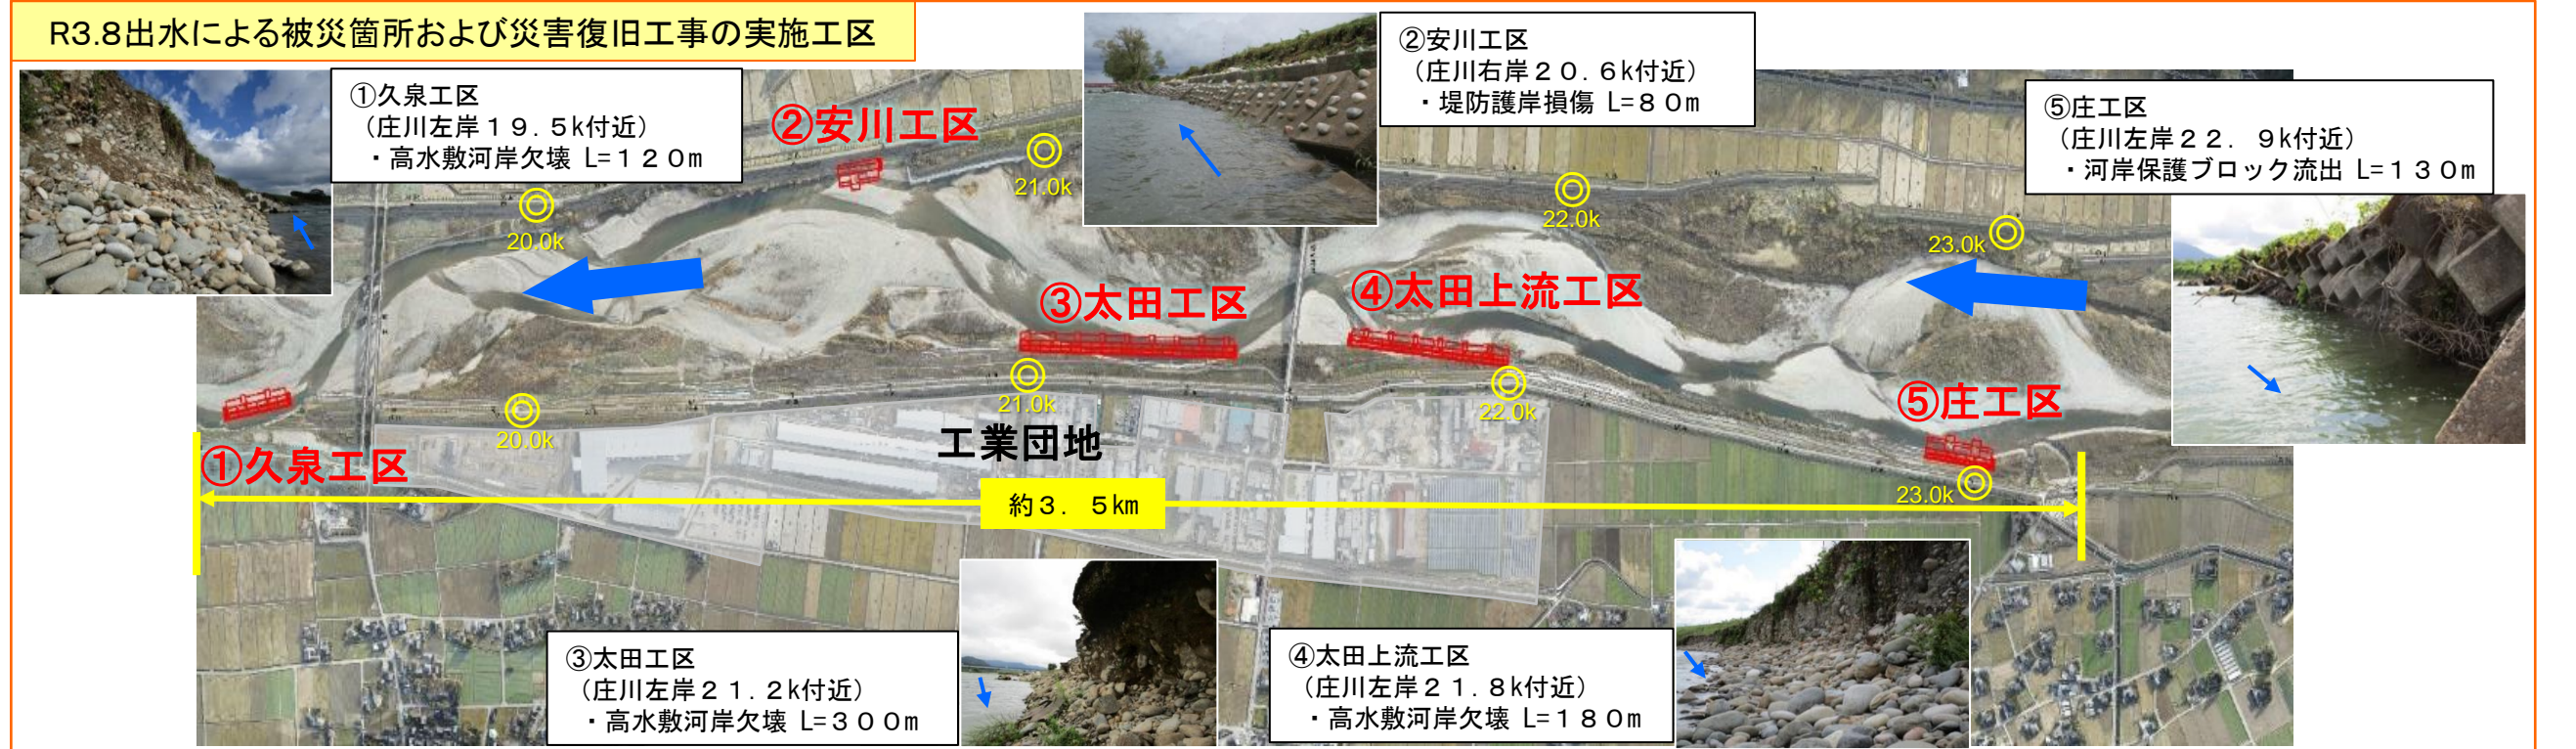 R3.8出水による被災箇所および災害復旧工事の実施工区
①久泉工区
（庄川左岸１９．５k付近）
・高水敷河岸欠壊 L=１２０m
②安川工区
（庄川右岸２０．６k付近）
・堤防護岸損傷 L=８０m
⑤庄工区
（庄川左岸２２．９k付近）
・河岸保護ブロック流出 L=１３０m
②安川工区
21.0k
20.0k
22.0k
23.0k
③太田工区
④太田上流工区
⑤庄工区
21.0k
22.0k
20.0k
工業団地
①久泉工区
23.0k
約３．５km
③太田工区
（庄川左岸２１．２k付近）
・高水敷河岸欠壊 L=３００m
④太田上流工区
（庄川左岸２１．８k付近）
・高水敷河岸欠壊 L=１８０m